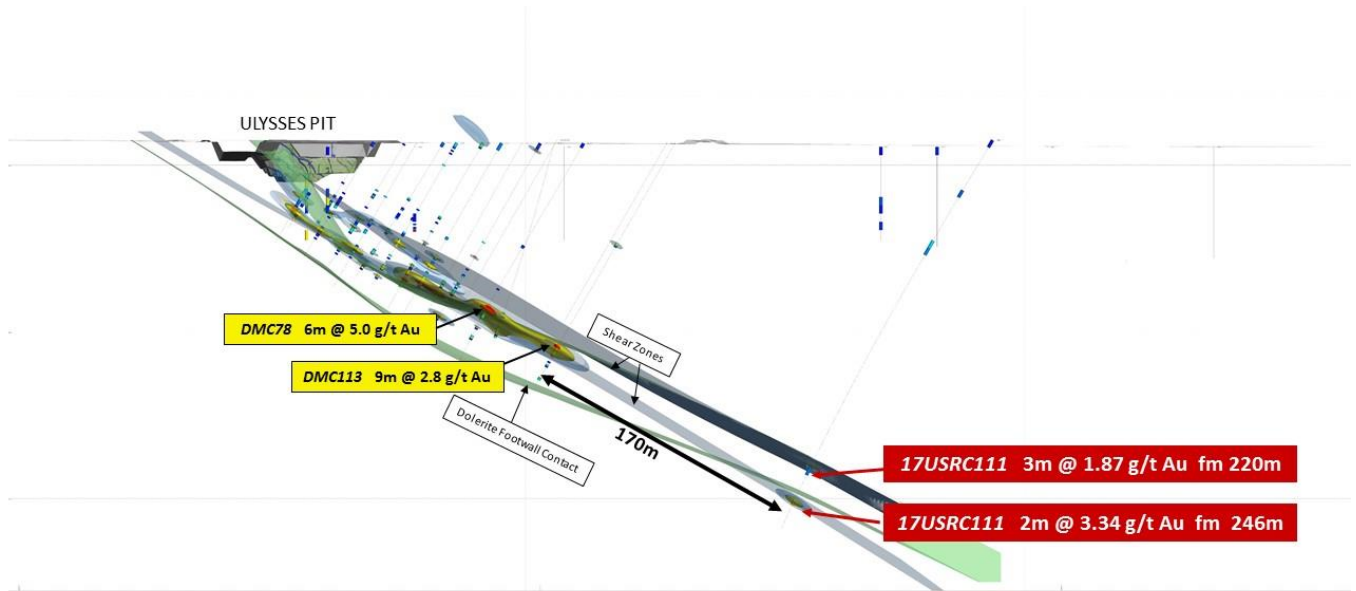 ULYSSES PIT
DMC78 6m @ 5.0 g/t Au
Shear Zones
DMC113 9m @ 2.8 g/t Au
Dolerite Footwall Contact
170m
17USRC111 3m @ 1.87 g/t Au fm 220m
17USRC111 2m @ 3.34 g/t Au fm 246m